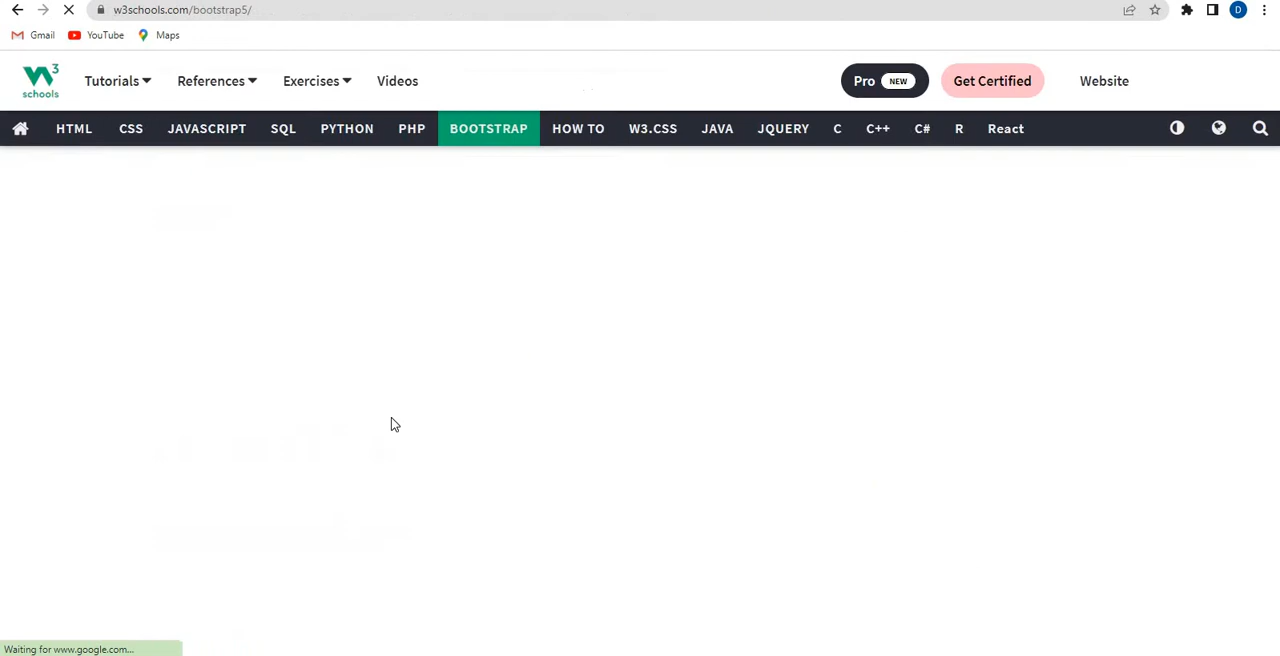 w3schools.com/bootstrap5/
Gmail YouTube Maps
W3 schools Tutorials References Exercises Videos Pro NEW Get Certified Website
HTML CSS JAVASCRIPT SQL PYTHON PHP BOOTSTRAP HOW TO W3.CSS JAVA JQUERY C C++ C# R React
D
Waiting for www.google.com...